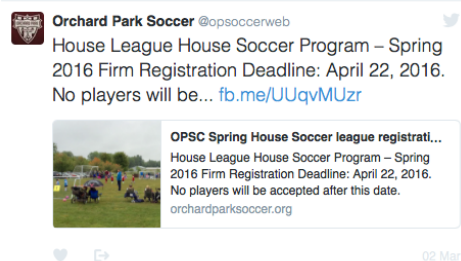 Orchard Park Soccer @opsoccerweb
House League House Soccer Program – Spring
2016 Firm Registration Deadline: April 22, 2016.
No players will be... fb.me/UUqvMUzr
OPSC Spring House Soccer league registrati...
House League House Soccer Program – Spring
2016 Firm Registration Deadline: April 22, 2016.
No players will be accepted after this date.
orchardparksoccer.org
02 Mar